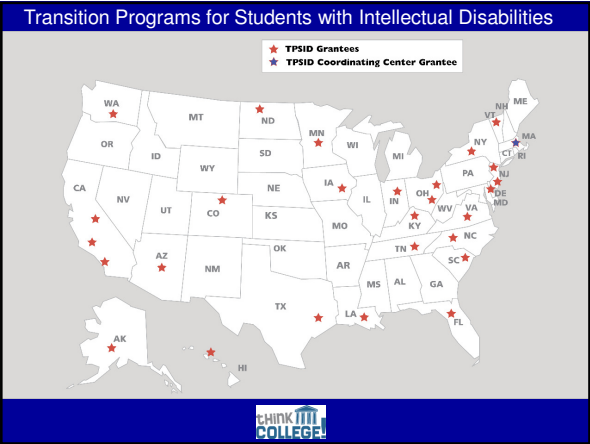 Transition Programs for Students with Intellectual Disabilities
TPSID Grantees
TPSID Coordinating Center Grantee
WA
MT
ND
MN
OR
ID
SD
WI
MI
NY
VT
NH
ME
MA
CT
RI
WY
NE
IA
PA
NJ
CA
NV
UT
CO
KS
IL
IN
OH
WV
VA
DE
MD
MO
KY
AZ
NM
OK
AR
TN
NC
SC
TX
LA
MS
AL
GA
FL
AK
HI
tHiNK
COLLEGE!